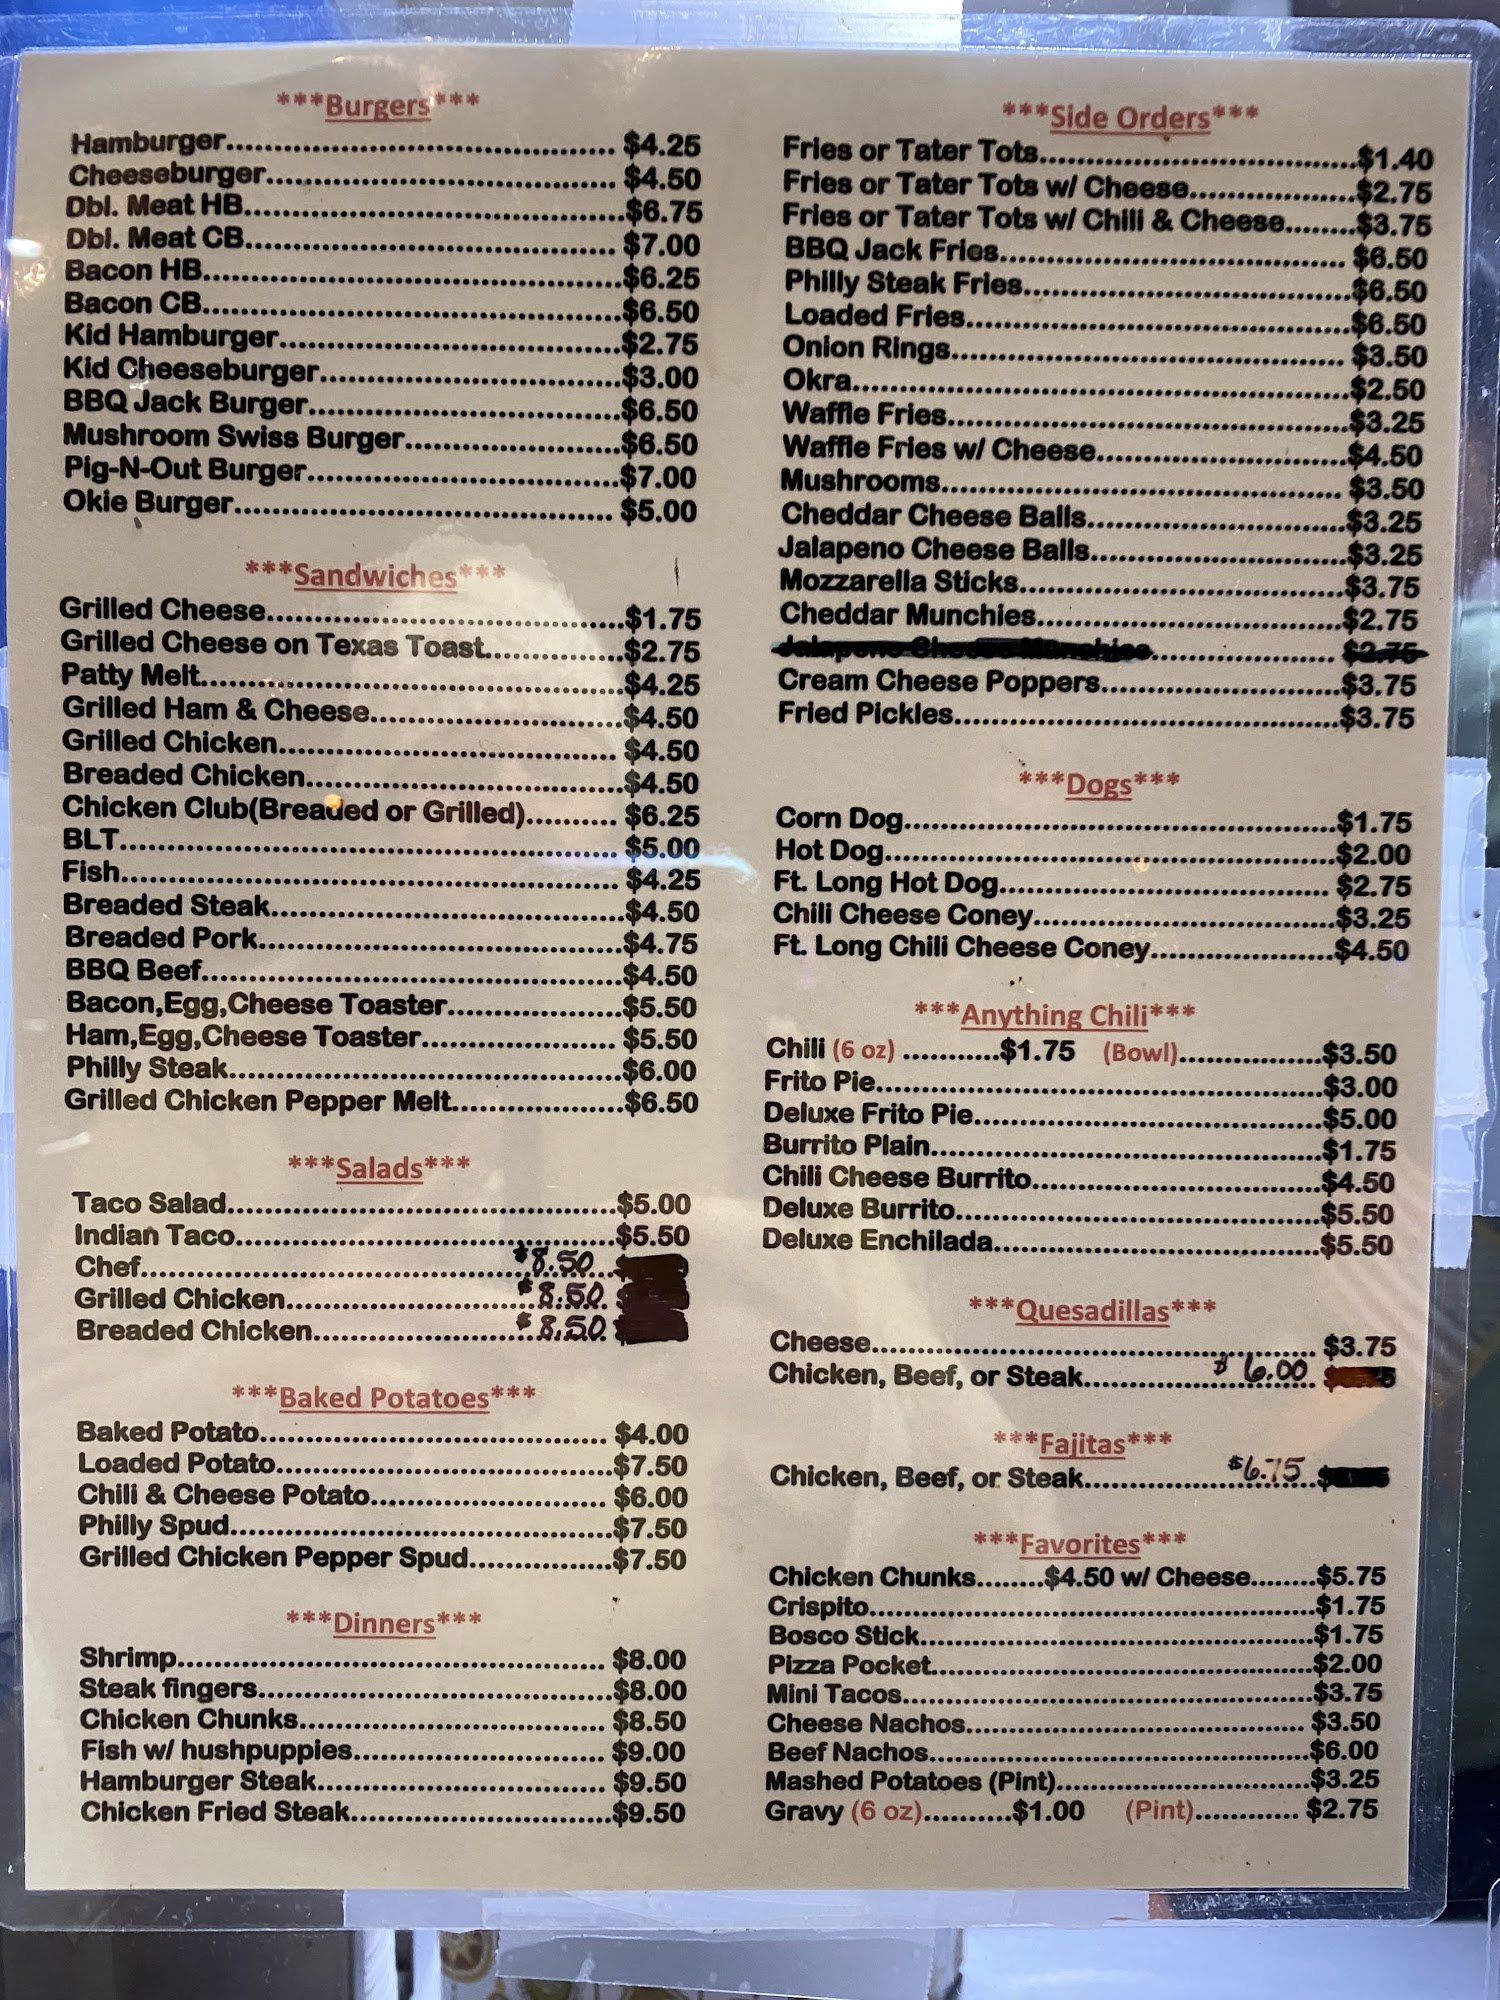 ***Burgers***
Hamburger........................................ $4.25
Cheeseburger.................................... $4.50
Dbl. Meat HB.......................................$6.75
Dbl. Meat CB...................................... $7.00
Bacon HB...........................................$6.25
Bacon CB...........................................$6.50
Kid Hamburger...................................$2.75
Kid Cheeseburger...............................$3.00
BBQ Jack Burger................................$6.50
Mushroom Swiss Burger......................$6.50
Pig-N-Out Burger................................$7.00
Okie Burger....................................... $5.00
***Sandwiches***
Grilled Cheese.....................................$1.75
Grilled Cheese on Texas Toast..............$2.75
Patty Melt...........................................$4.25
Grilled Ham & Cheese.........................$4.50
Grilled Chicken................................... $4.50
Breaded Chicken................................ $4.50
Chicken Club(Breaded or Grilled).......... $6.25
BLT.................................................... $5.00
Fish................................................... $4.25
Breaded Steak....................................$4.50
Breaded Pork.....................................$4.75
BBQ Beef...........................................$4.50
Bacon,Egg,Cheese Toaster..................$5.50
Ham,Egg,Cheese Toaster.................... $5.50
Philly Steak........................................$6.00
Grilled Chicken Pepper Melt..................$6.50
***Salads***
Taco Salad.........................................$5.00
Indian Taco........................................$5.50
Chef.......................................$8.50
Grilled Chicken.........................$8.50
Breaded Chicken......................$8.50
***Baked Potatoes***
Baked Potato.................................... $4.00
Loaded Potato...................................$7.50
Chili & Cheese Potato........................ $6.00
Philly Spud........................................$7.50
Grilled Chicken Pepper Spud...............$7.50
***Dinners***
Shrimp............................................. $8.00
Steak fingers.....................................$8.00
Chicken Chunks................................ $8.50
Fish w/ hushpuppies.......................... $9.00
Hamburger Steak.............................. $9.50
Chicken Fried Steak...........................$9.50
***Side Orders***
Fries or Tater Tots.................................$1.40
Fries or Tater Tots w/ Cheese.................$2.75
Fries or Tater Tots w/ Chili & Cheese........$3.75
BBQ Jack Fries.................................... $6.50
Philly Steak Fries..................................$6.50
Loaded Fries........................................$6.50
Onion Rings........................................ $3.50
Okra....................................................$2.50
Waffle Fries..........................................$3.25
Waffle Fries w/ Cheese..........................$4.50
Mushrooms......................................... $3.50
Cheddar Cheese Balls...........................$3.25
Jalapeno Cheese Balls...........................$3.25
Mozzarella Sticks..................................$3.75
Cheddar Munchies................................$2.75
Jalapeno Cheese Munchies................... $2.75
Cream Cheese Poppers..........................$3.75
Fried Pickles.........................................$3.75
***Dogs***
Corn Dog..............................................$1.75
Hot Dog................................................$2.00
Ft. Long Hot Dog.................................. $2.75
Chili Cheese Coney................................$3.25
Ft. Long Chili Cheese Coney...................$4.50
***Anything Chili***
Chili (6 oz) ...........$1.75 (Bowl)................$3.50
Frito Pie................................................$3.00
Deluxe Frito Pie.....................................$5.00
Burrito Plain..........................................$1.75
Chili Cheese Burrito...............................$4.50
Deluxe Burrito.......................................$5.50
Deluxe Enchilada...................................$5.50
***Quesadillas***
Cheese................................................ $3.75
Chicken, Beef, or Steak...............$6.00
***Fajitas***
Chicken, Beef, or Steak...............$6.75
***Favorites***
Chicken Chunks........$4.50 w/ Cheese........$5.75
Crispito.................................................$1.75
Bosco Stick...........................................$1.75
Pizza Pocket..........................................$2.00
Mini Tacos.............................................$3.75
Cheese Nachos..................................... $3.50
Beef Nachos..........................................$6.00
Mashed Potatoes (Pint)...........................$3.25
Gravy (6 oz)..........$1.00 (Pint)............. $2.75